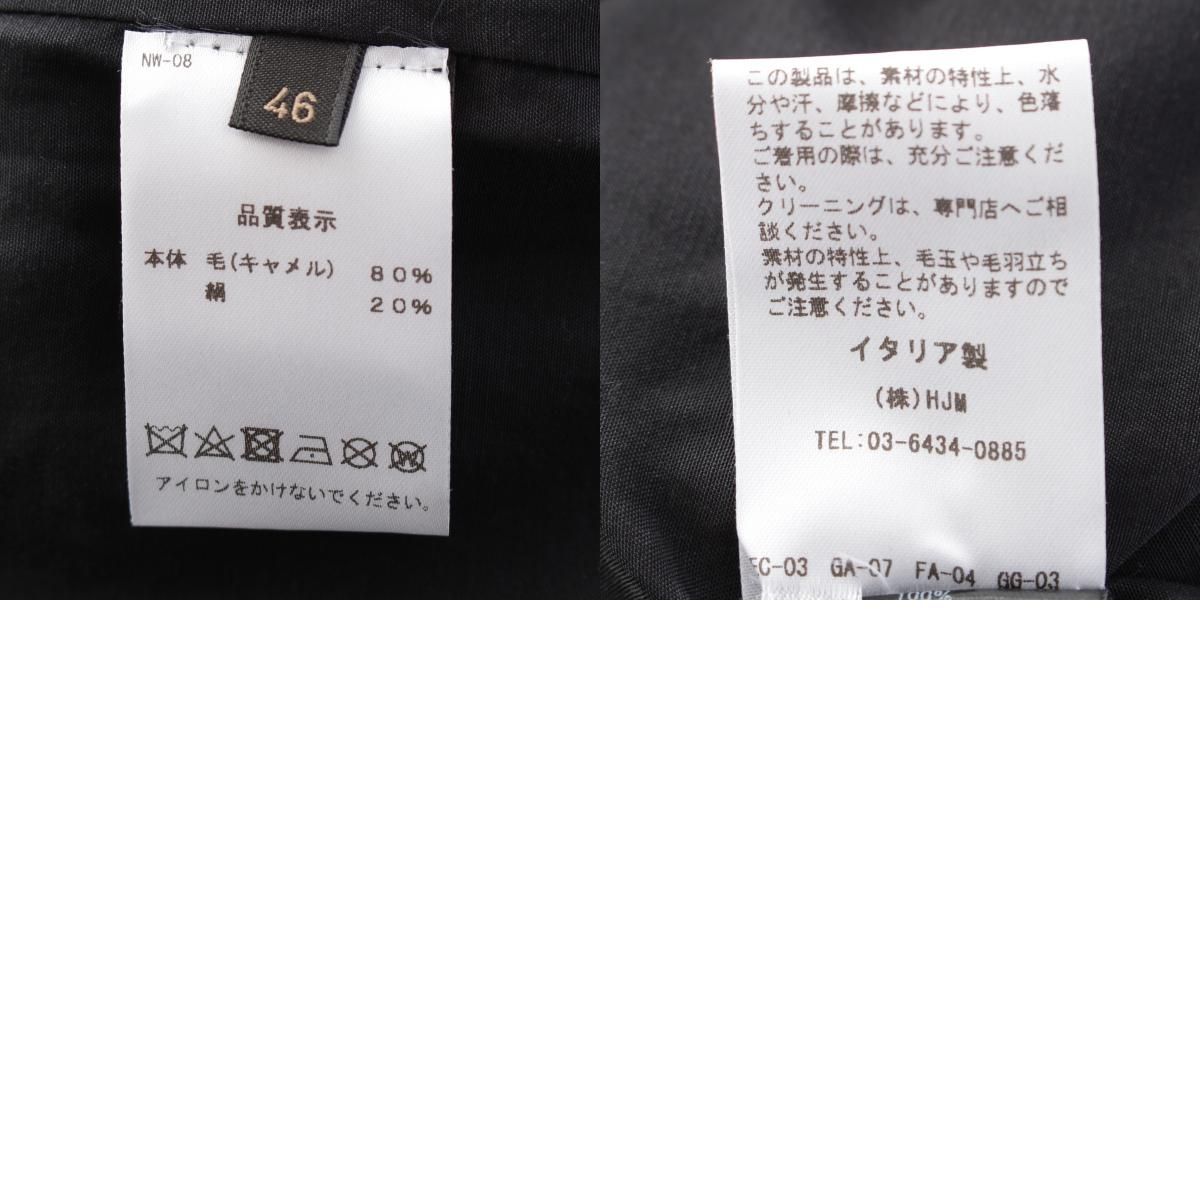 NW-08
46
品質表示
本体 毛(キャメル) 80%
絹 20%
W
アイロンをかけないでください。
この製品は、素材の特性上、水
分や汗、摩擦などにより、色落
ちすることがあります。
ご着用の際は、充分ご注意くだ
さい。
クリーニングは、専門店へご相
談ください。
素材の特性上、毛玉や毛羽立ち
が発生することがありますので
ご注意ください。
イタリア製
(株)HJM
TEL:03-6434-0885
FC-03 GA-07 FA-04 GG-03
100%